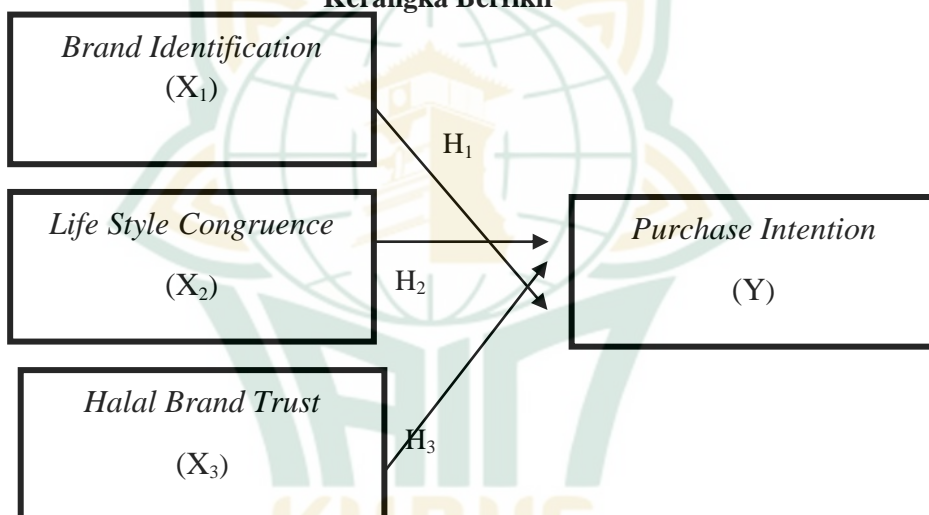 Kerangka Berfikir
Brand Identification
(X₁)
H₁
Life Style Congruence
(X₂)
H₂
Purchase Intention
(Y)
Halal Brand Trust
(X₃)
H₃